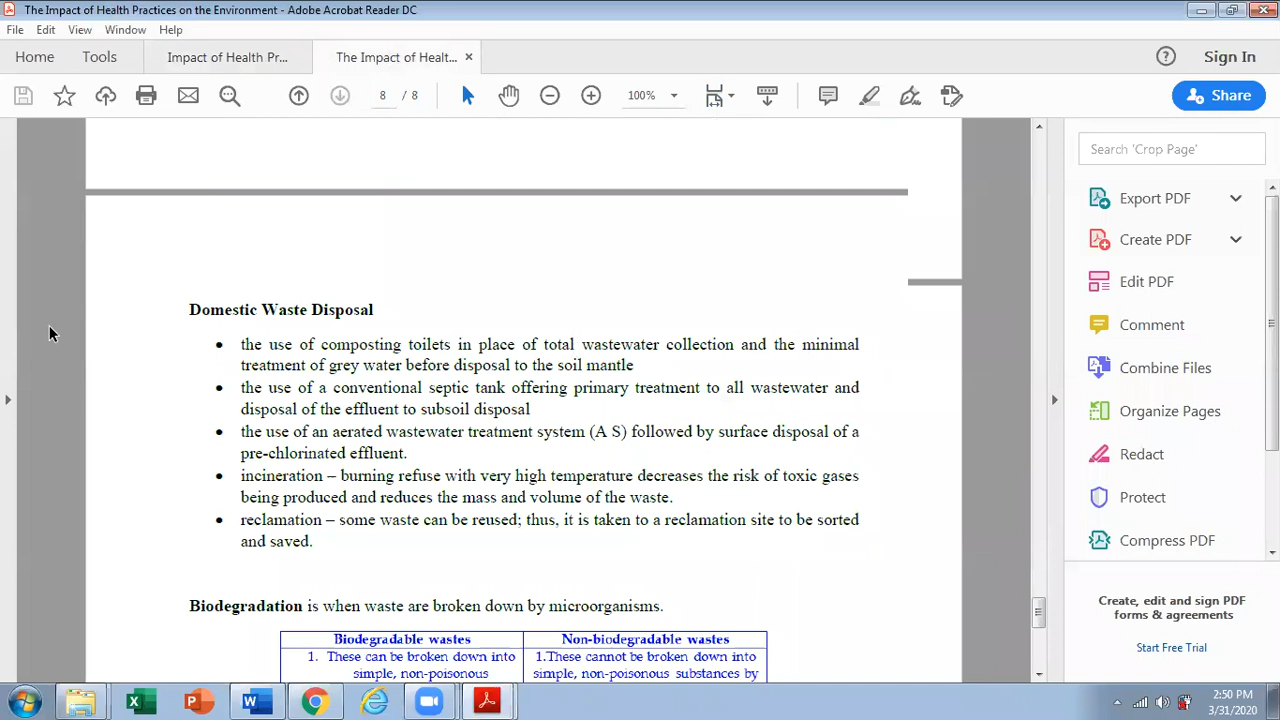 The Impact of Health Practices on the Environment - Adobe Acrobat Reader DC
File Edit View Window Help
Home Tools Impact of Health Pr... The Impact of Healt... ×
Sign In
8 / 8 100%
Share
Search 'Crop Page'
Export PDF
Create PDF
Edit PDF
Comment
Combine Files
Organize Pages
Redact
Protect
Compress PDF
Create, edit and sign PDF
forms & agreements
Start Free Trial
Domestic Waste Disposal
• the use of composting toilets in place of total wastewater collection and the minimal
treatment of grey water before disposal to the soil mantle
• the use of a conventional septic tank offering primary treatment to all wastewater and
disposal of the effluent to subsoil disposal
• the use of an aerated wastewater treatment system (A S) followed by surface disposal of a
pre-chlorinated effluent.
• incineration – burning refuse with very high temperature decreases the risk of toxic gases
being produced and reduces the mass and volume of the waste.
• reclamation – some waste can be reused; thus, it is taken to a reclamation site to be sorted
and saved.
Biodegradation is when waste are broken down by microorganisms.
Biodegradable wastes Non-biodegradable wastes
1. These can be broken down into 1.These cannot be broken down into
simple, non-poisonous simple, non-poisonous substances by
2:50 PM
3/31/2020